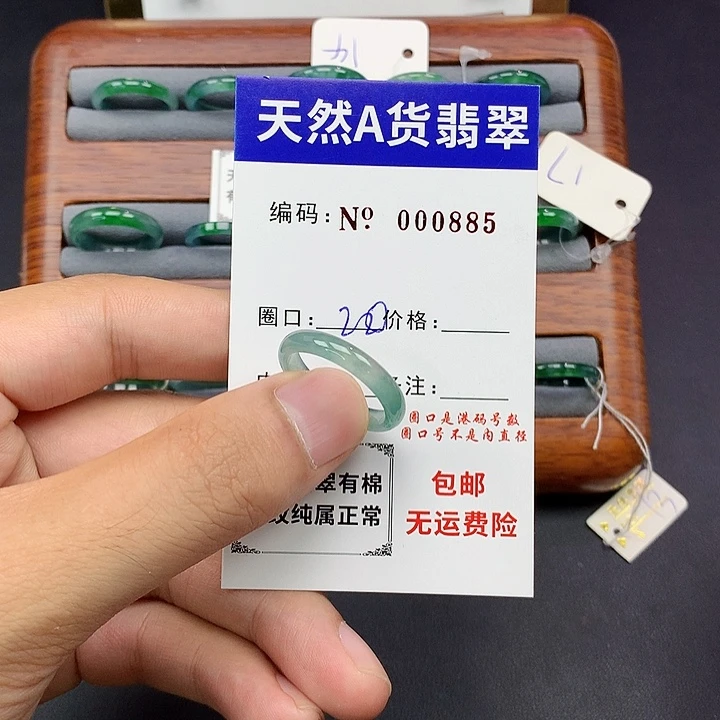 14
天然A货翡翠
17
编码：Nº 000885
圈口：20 价格：
注：
圈口是港码号数
圈口号不是内直径
翠有棉
纹纯属正常
包邮
无运费险